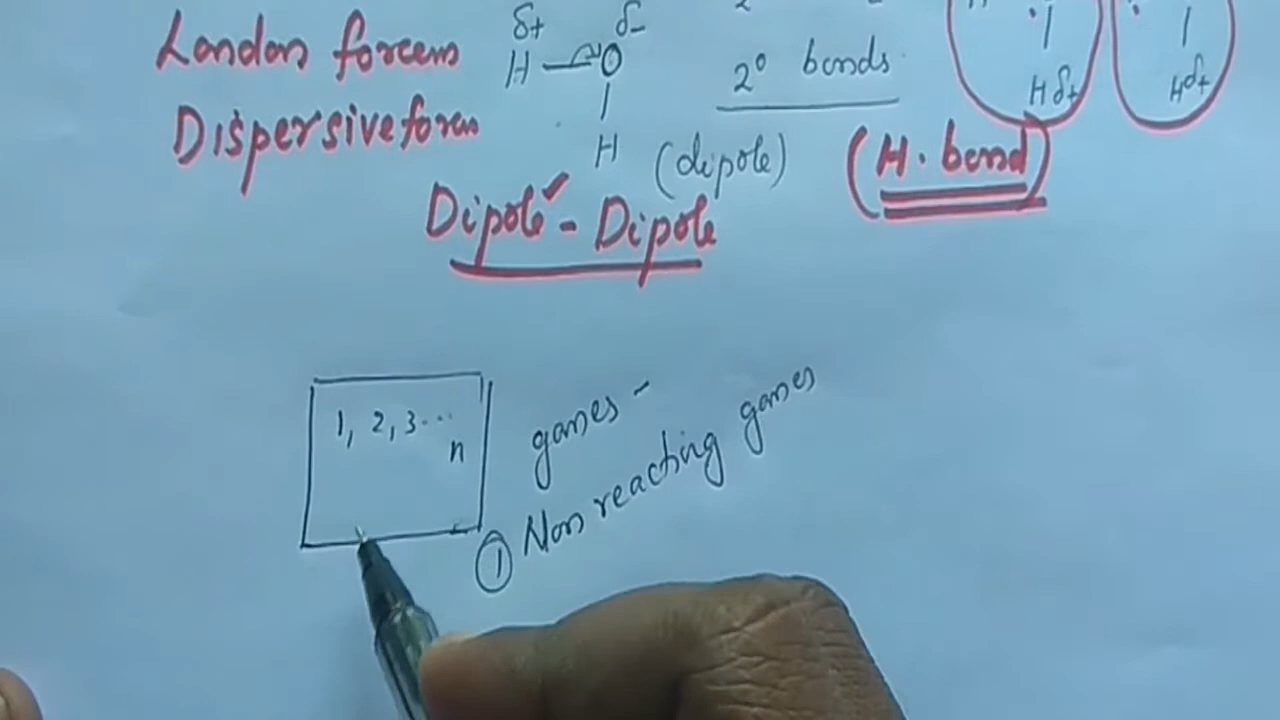 London forces
Dispersive forces
δ+ δ-
H — O
H
(dipole)
2° bonds
H δ+
H δ+
(H. bond)
Dipole - Dipole
1, 2, 3...
n
gases -
① Non reacting gases